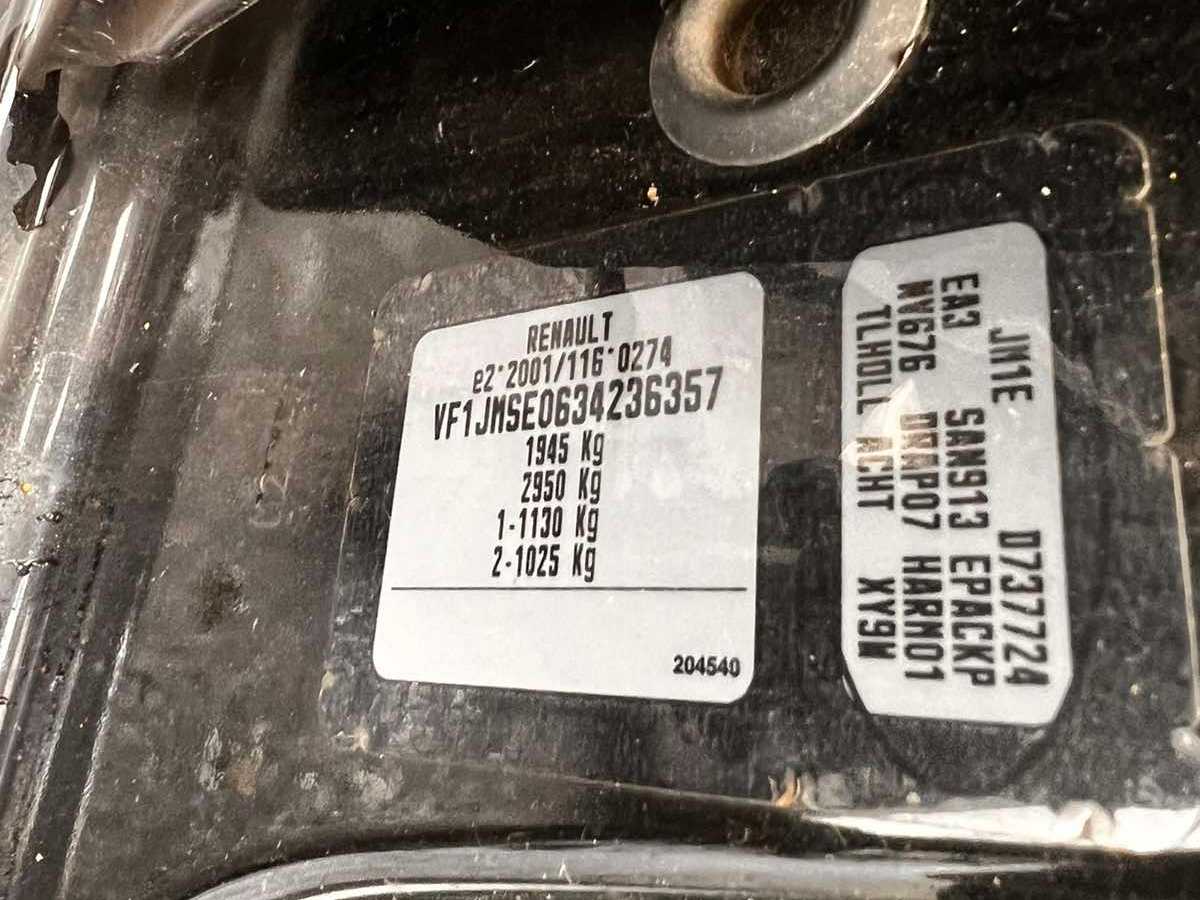 RENAULT
e2*2001/116*0274
VF1JMSE0634236357
1945 Kg
2950 Kg
1-1130 Kg
2-1025 Kg
204540
JM1E D737724
EA3 SAN913 EPACKP
NV676 DRAP07 HARN01
TLHOLE ACHT XY9M